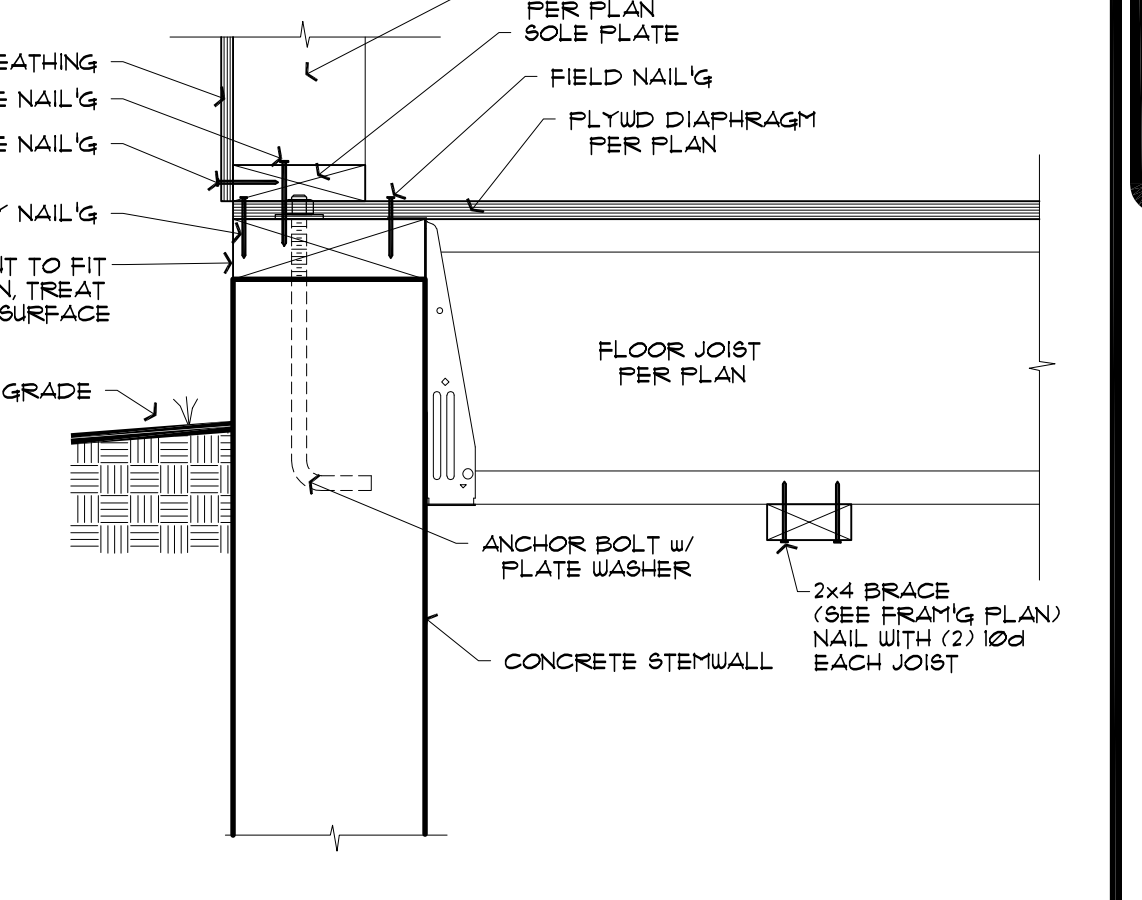 PER PLAN
SOLE PLATE
FIELD NAIL'G
PLYWD DIAPHRAGM
PER PLAN
EATHING
E NAIL'G
E NAIL'G
Y NAIL'G
NT TO FIT
N, TREAT
SURFACE
GRADE
FLOOR JOIST
PER PLAN
ANCHOR BOLT w/
PLATE WASHER
CONCRETE STEMWALL
2x4 BRACE
(SEE FRAM'G PLAN)
NAIL WITH (2) 10d
EACH JOIST